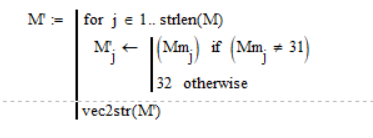 M' := for j ∈ 1.. strlen(M)
M'j ← (Mmj) if (Mmj ≠ 31)
32 otherwise
vec2str(M')